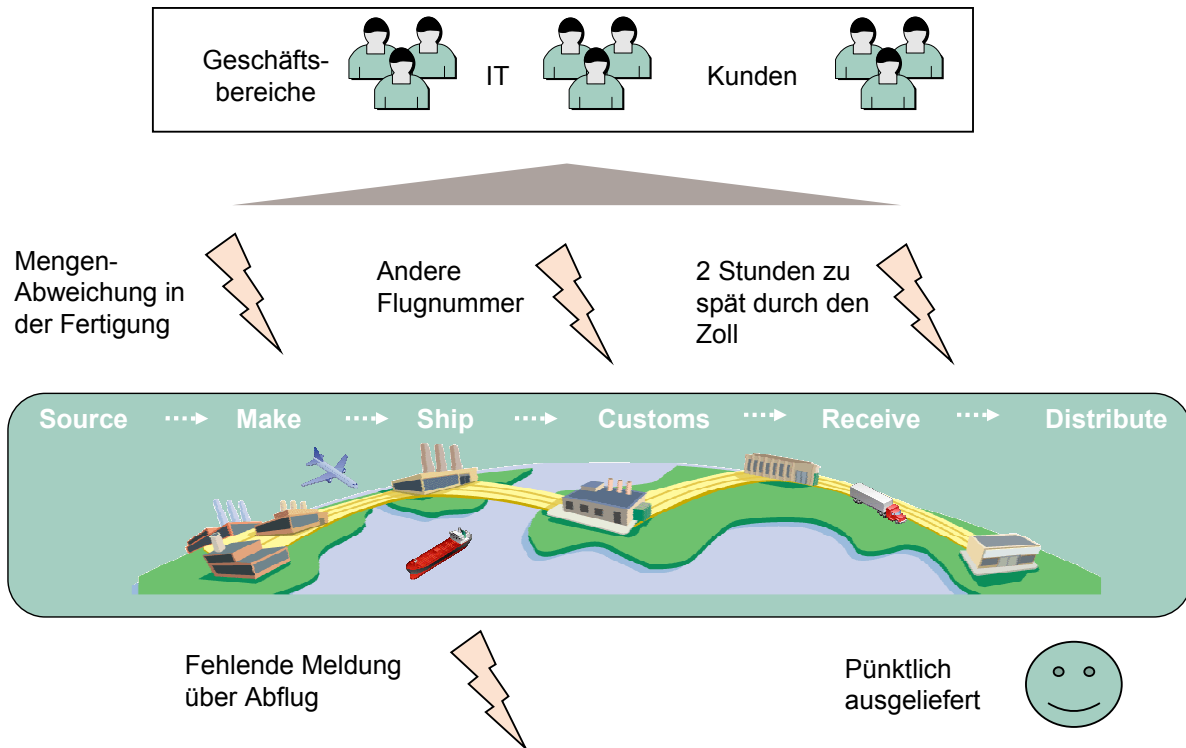 Geschäfts-
bereiche
IT
Kunden
Mengen-
Abweichung in
der Fertigung
Andere
Flugnummer
2 Stunden zu
spät durch den
Zoll
Source Make Ship Customs Receive Distribute
Fehlende Meldung
über Abflug
Pünktlich
ausgeliefert